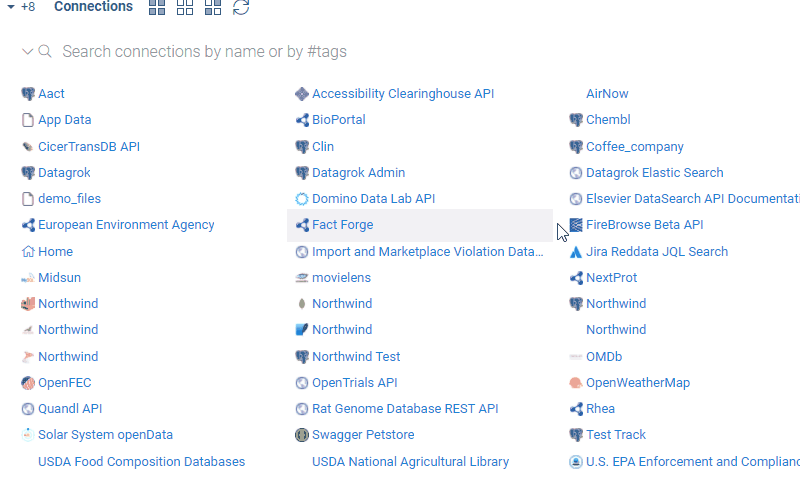 +8 Connections
Search connections by name or by #tags
Aact Accessibility Clearinghouse API AirNow
App Data BioPortal Chembl
CicerTransDB API Clin Coffee_company
Datagrok Datagrok Admin Datagrok Elastic Search
demo_files Domino Data Lab API Elsevier DataSearch API Documentati
European Environment Agency Fact Forge FireBrowse Beta API
Home Import and Marketplace Violation Data... Jira Reddata JQL Search
Midsun movielens NextProt
Northwind Northwind Northwind
Northwind Northwind Northwind
Northwind Northwind Test OMDb
OpenFEC OpenTrials API OpenWeatherMap
Quandl API Rat Genome Database REST API Rhea
Solar System openData Swagger Petstore Test Track
USDA Food Composition Databases USDA National Agricultural Library U.S. EPA Enforcement and Complianc